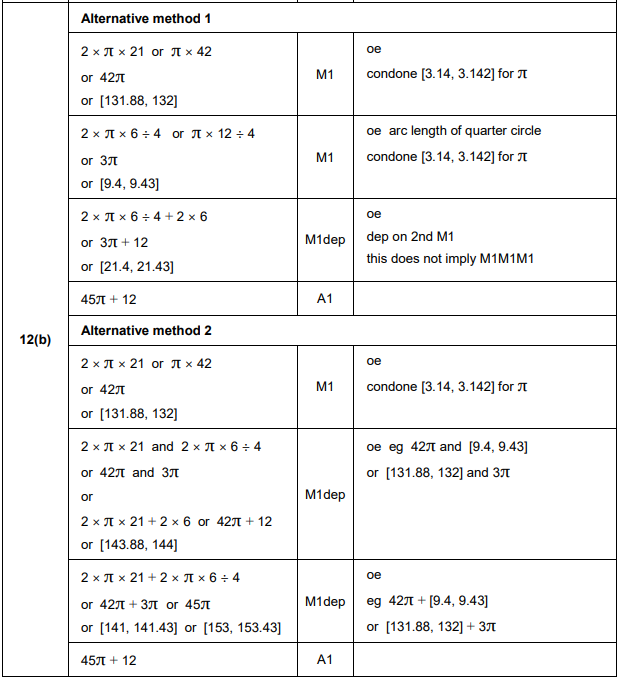 Alternative method 1
2 × π × 21 or π × 42
or 42π
or [131.88, 132]
M1
oe
condone [3.14, 3.142] for π
2 × π × 6 ÷ 4 or π × 12 ÷ 4
or 3π
or [9.4, 9.43]
M1
oe arc length of quarter circle
condone [3.14, 3.142] for π
2 × π × 6 ÷ 4 + 2 × 6
or 3π + 12
or [21.4, 21.43]
M1dep
oe
dep on 2nd M1
this does not imply M1M1M1
45π + 12
A1
12(b)
Alternative method 2
2 × π × 21 or π × 42
or 42π
or [131.88, 132]
M1
oe
condone [3.14, 3.142] for π
2 × π × 21 and 2 × π × 6 ÷ 4
or 42π and 3π
or
2 × π × 21 + 2 × 6 or 42π + 12
or [143.88, 144]
M1dep
oe eg 42π and [9.4, 9.43]
or [131.88, 132] and 3π
2 × π × 21 + 2 × π × 6 ÷ 4
or 42π + 3π or 45π
or [141, 141.43] or [153, 153.43]
M1dep
oe
eg 42π + [9.4, 9.43]
or [131.88, 132] + 3π
45π + 12
A1